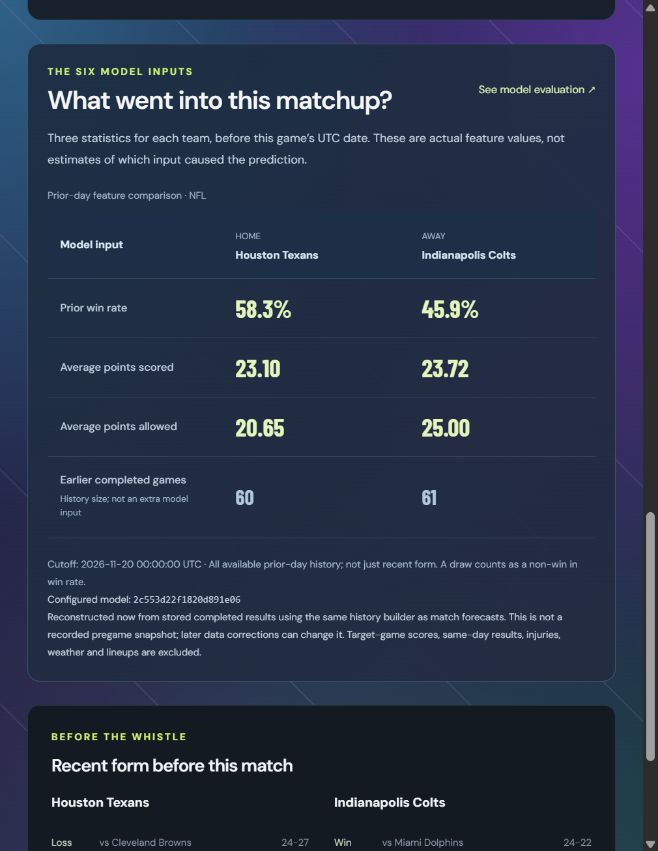 THE SIX MODEL INPUTS
What went into this matchup?
See model evaluation ↗
Three statistics for each team, before this game's UTC date. These are actual feature values, not
estimates of which input caused the prediction.
Prior-day feature comparison · NFL
Model input
HOME
Houston Texans
AWAY
Indianapolis Colts
Prior win rate
58.3%
45.9%
Average points scored
23.10
23.72
Average points allowed
20.65
25.00
Earlier completed games
History size; not an extra model
input
60
61
Cutoff: 2026-11-20 00:00:00 UTC · All available prior-day history; not just recent form. A draw counts as a non-win in
win rate.
Configured model: 2c553d22f1820d891e06
Reconstructed now from stored completed results using the same history builder as match forecasts. This is not a
recorded pregame snapshot; later data corrections can change it. Target-game scores, same-day results, injuries,
weather and lineups are excluded.
BEFORE THE WHISTLE
Recent form before this match
Houston Texans
Indianapolis Colts
Loss vs Cleveland Browns 24-27
Win vs Miami Dolphins 24-22